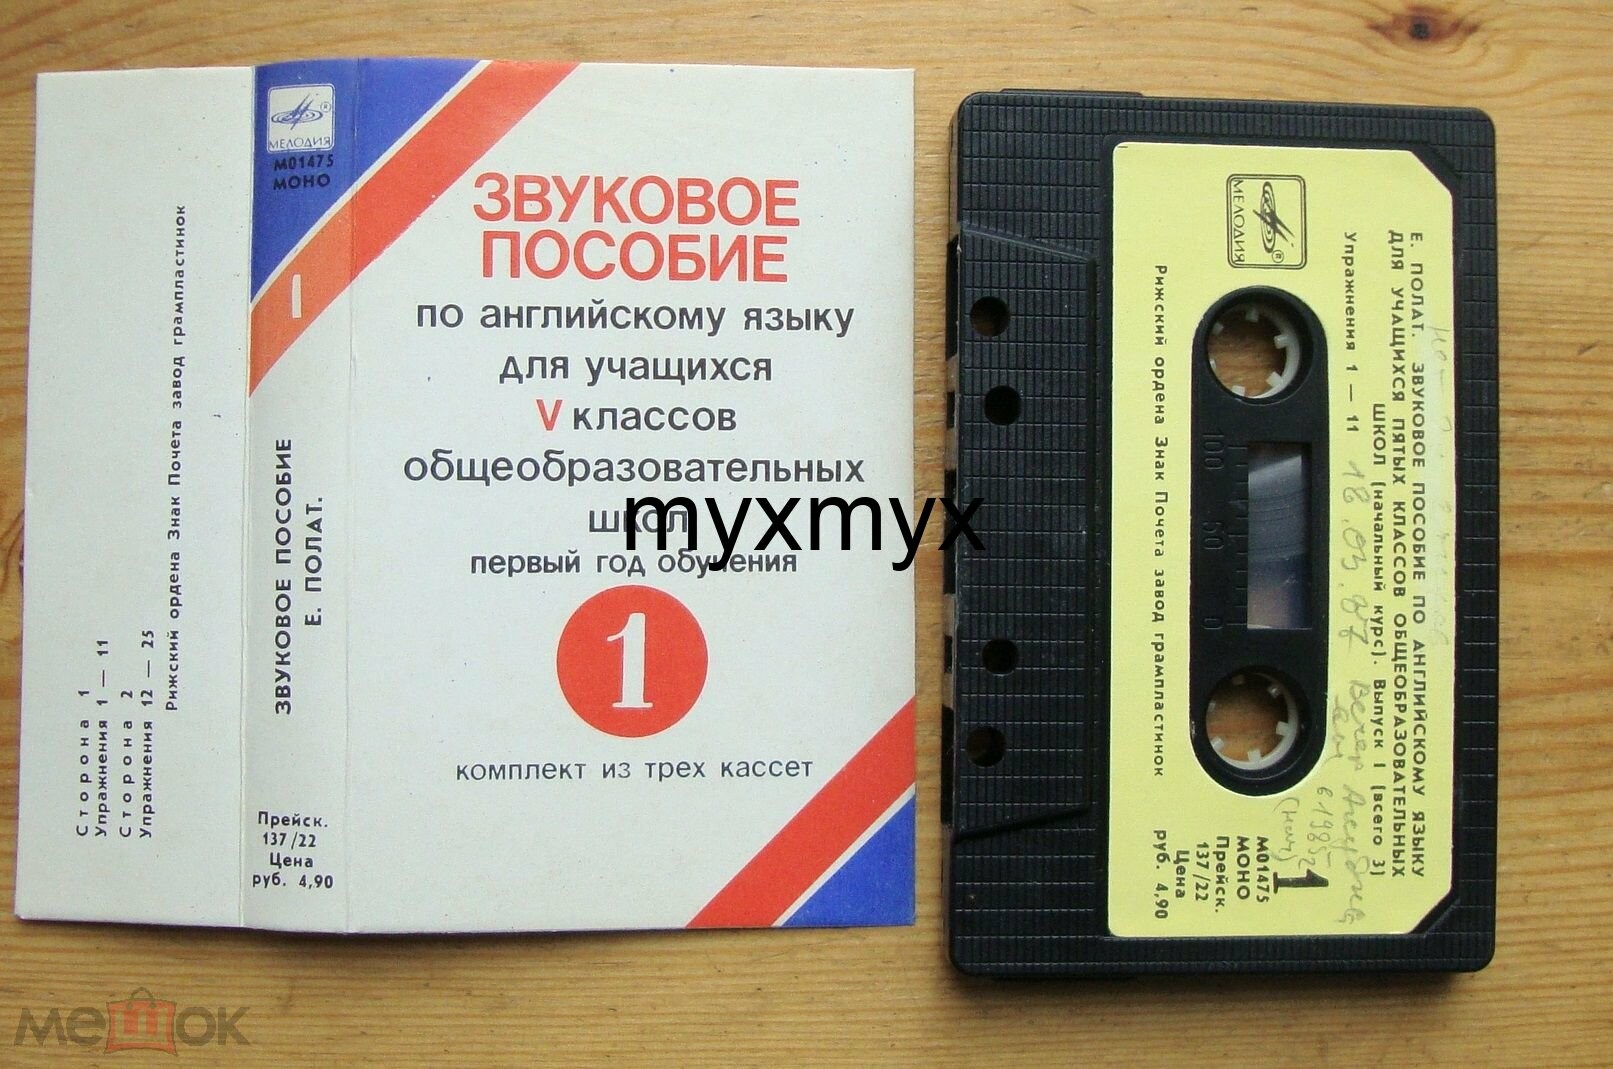 Сторона 1
Упражнения 1 — 11
Сторона 2
Упражнения 12 — 25
Рижский ордена Знак Почета завод грампластинок
МЕЛОДИЯ
М01475
МОНО
I
ЗВУКОВОЕ ПОСОБИЕ
Е. ПОЛАТ.
Прейск.
137/22
Цена
руб. 4,90
ЗВУКОВОЕ
ПОСОБИЕ
по английскому языку
для учащихся
V классов
общеобразовательных
школ
первый год обучения
1
комплект из трех кассет
myxmyx
МЕЛОДИЯ
Е. ПОЛАТ. ЗВУКОВОЕ ПОСОБИЕ ПО АНГЛИЙСКОМУ ЯЗЫКУ
ДЛЯ УЧАЩИХСЯ ПЯТЫХ КЛАССОВ ОБЩЕОБРАЗОВАТЕЛЬНЫХ
ШКОЛ (начальный курс). Выпуск I (всего 3)
Упражнения 1 — 11
18.03.87 Вечер
в 1985г
(нач)
1
М01475
МОНО
Прейск.
137/22
Цена
руб. 4,90
Рижский ордена Знак Почета завод грампластинок
100 50 0
мешок